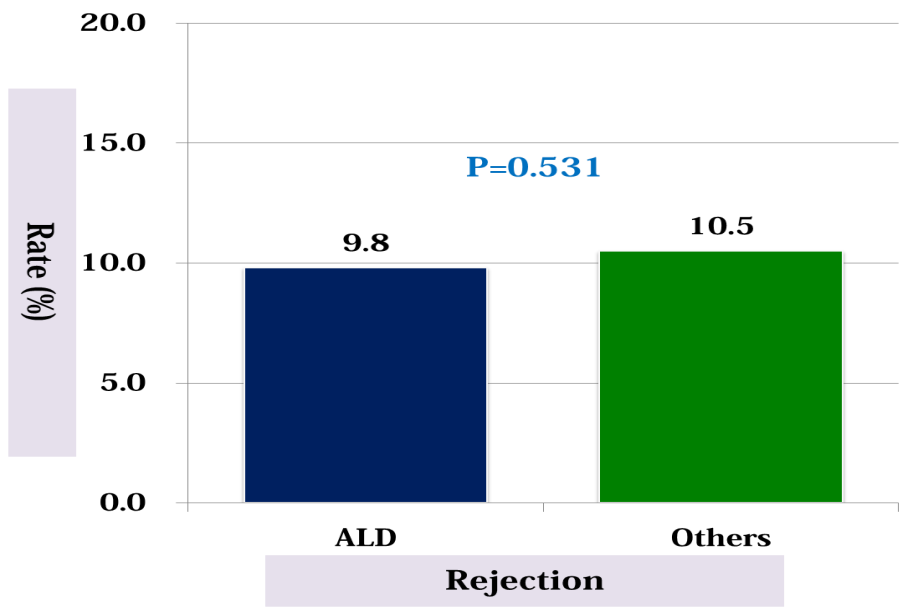 20.0
15.0
10.0
5.0
0.0
Rate (%)
P=0.531
9.8
10.5
ALD
Others
Rejection